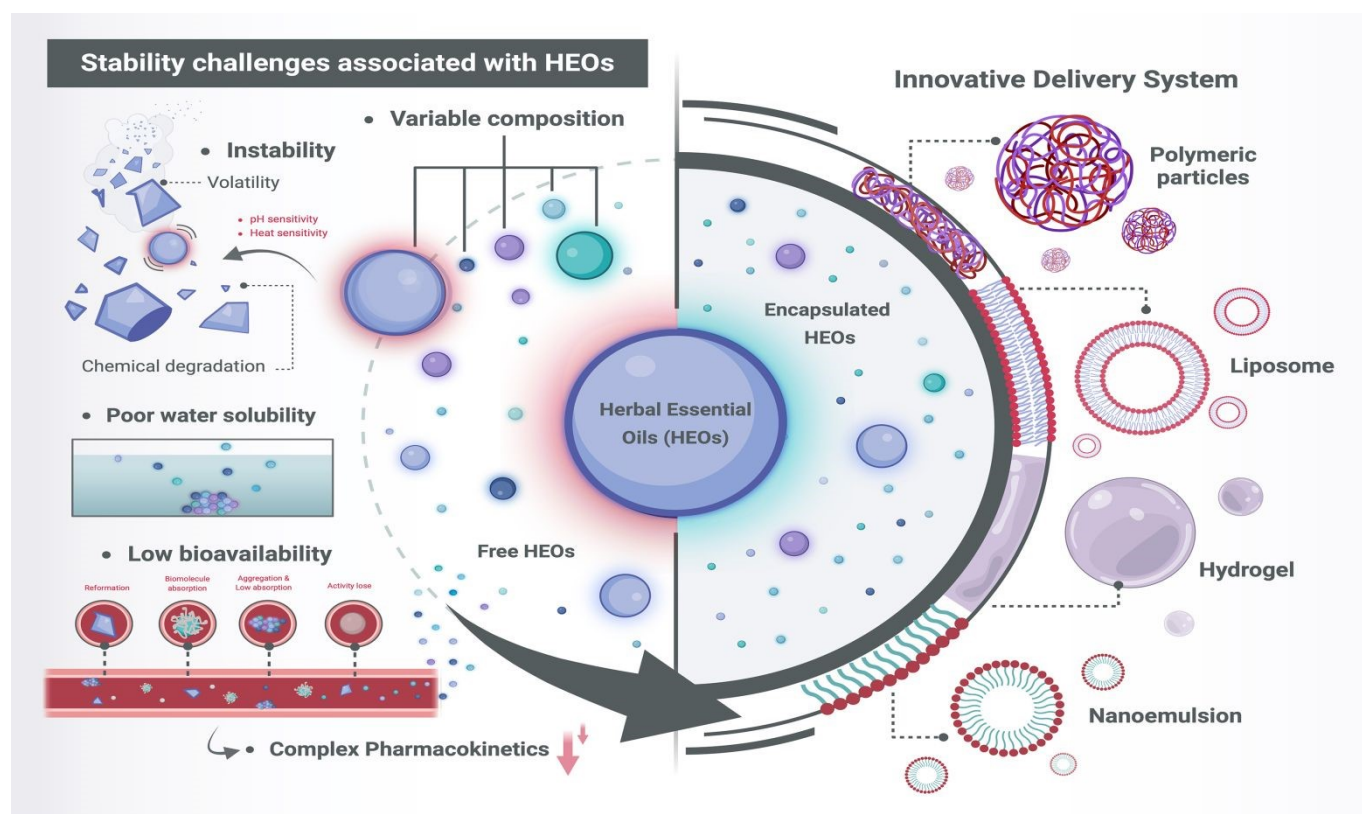 Stability challenges associated with HEOs
• Variable composition
• Instability
Volatility
• pH sensitivity
• Heat sensitivity
Chemical degradation
• Poor water solubility
• Low bioavailability
Reformation
Biomolecule
absorption
Aggregation &
Low absorption
Activity lose
• Complex Pharmacokinetics
Free HEOs
Herbal Essential
Oils (HEOs)
Encapsulated
HEOs
Innovative Delivery System
Polymeric
particles
Liposome
Hydrogel
Nanoemulsion